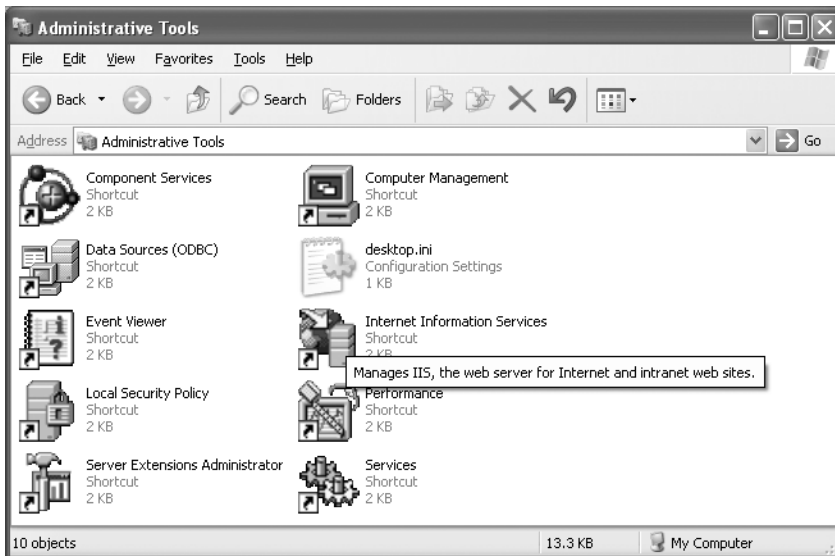 Administrative Tools
File Edit View Favorites Tools Help
Back Search Folders
Address Administrative Tools Go
Component Services
Shortcut
2 KB
Computer Management
Shortcut
2 KB
Data Sources (ODBC)
Shortcut
2 KB
desktop.ini
Configuration Settings
1 KB
Event Viewer
Shortcut
2 KB
Internet Information Services
Shortcut
2 KB
Manages IIS, the web server for Internet and intranet web sites.
Local Security Policy
Shortcut
2 KB
Performance
Shortcut
2 KB
Server Extensions Administrator
Shortcut
2 KB
Services
Shortcut
2 KB
10 objects 13.3 KB My Computer